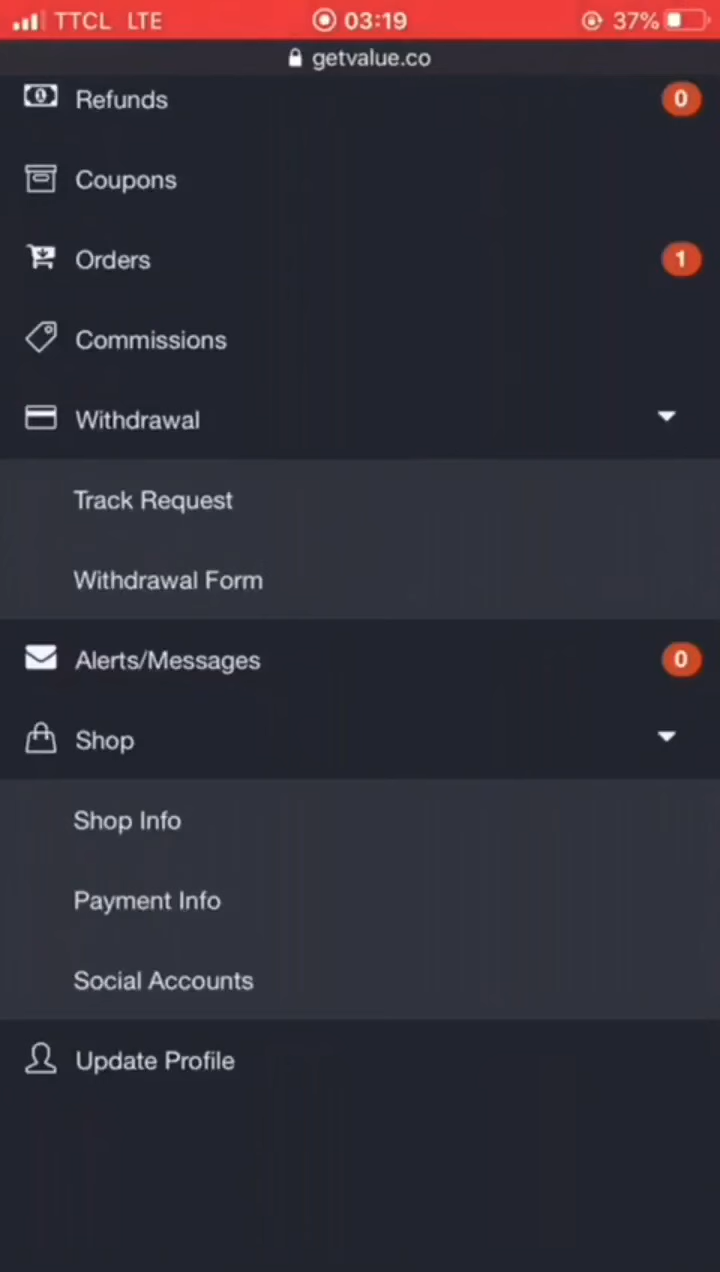 TTCL LTE 03:19 37%
getvalue.co
Refunds 0
Coupons
Orders 1
Commissions
Withdrawal
Track Request
Withdrawal Form
Alerts/Messages 0
Shop
Shop Info
Payment Info
Social Accounts
Update Profile